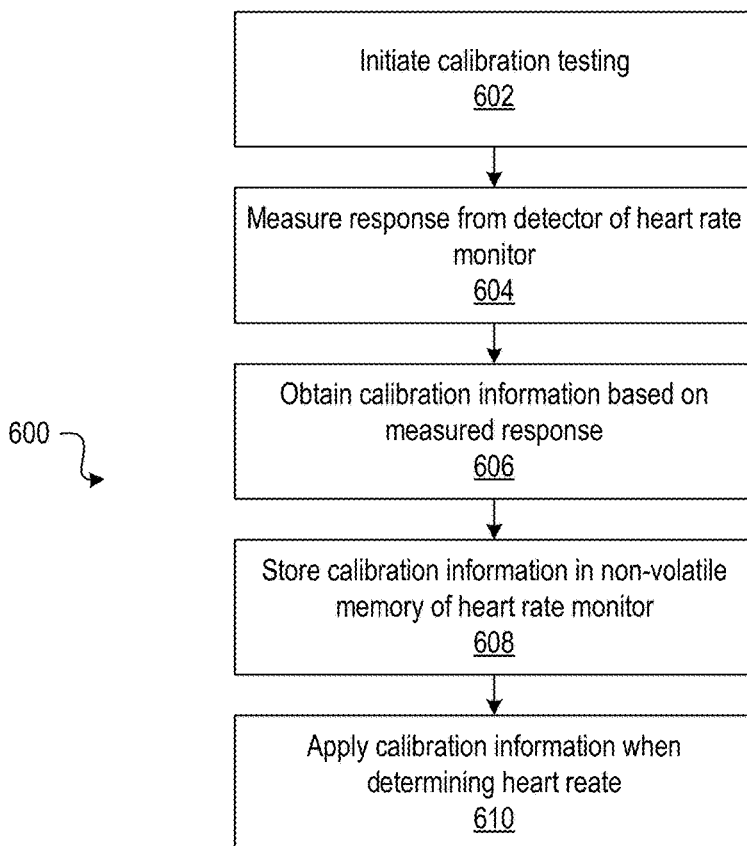 Initiate calibration testing
602
Measure response from detector of heart rate
monitor
604
Obtain calibration information based on
measured response
606
600
Store calibration information in non-volatile
memory of heart rate monitor
608
Apply calibration information when
determining heart reate
610